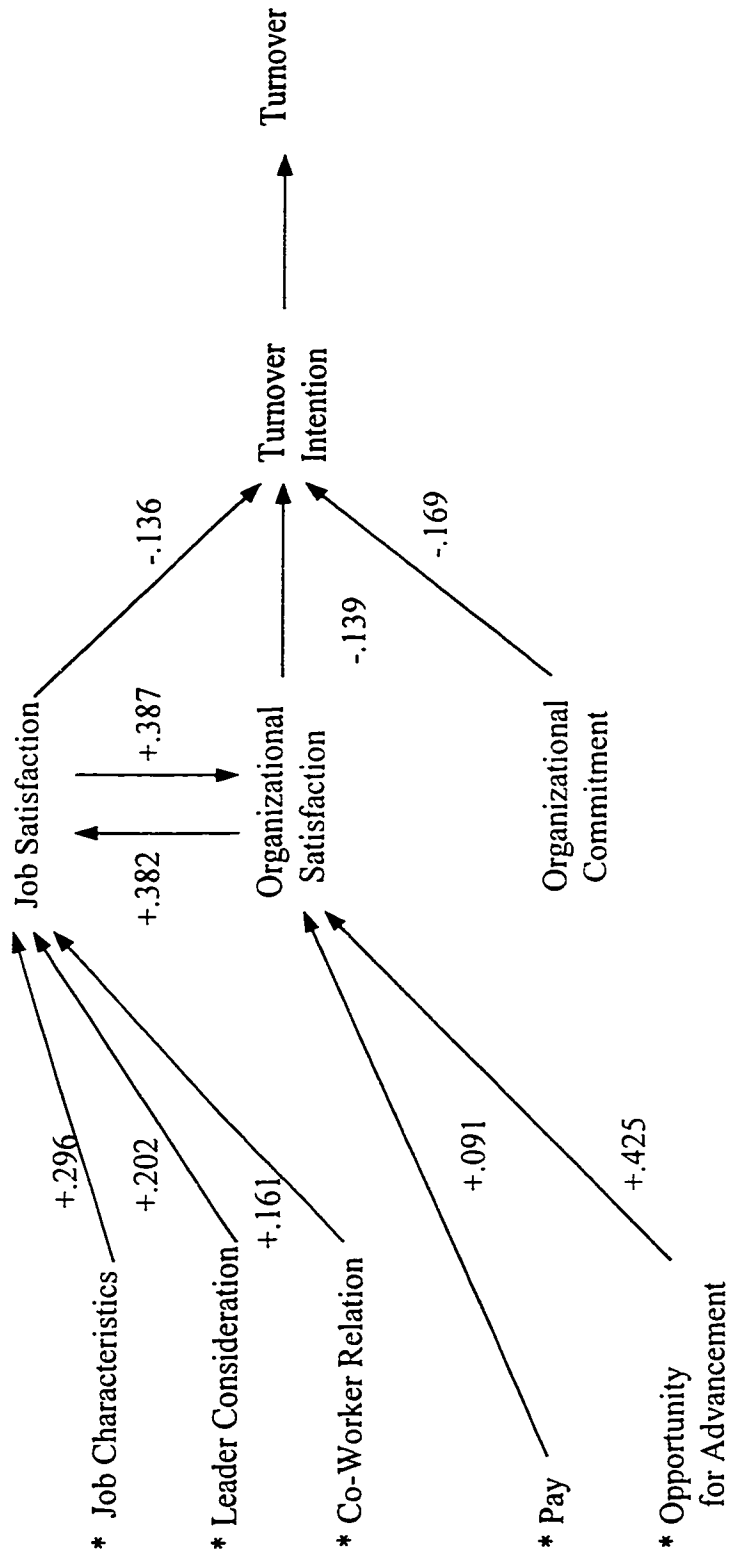 * Job Characteristics
* Leader Consideration
* Co-Worker Relation
* Pay
* Opportunity
for Advancement
+.296
+.202
+.161
+.091
+.425
Job Satisfaction
+.382
+.387
Organizational
Satisfaction
Organizational
Commitment
-.136
-.139
-.169
Turnover
Intention
Turnover